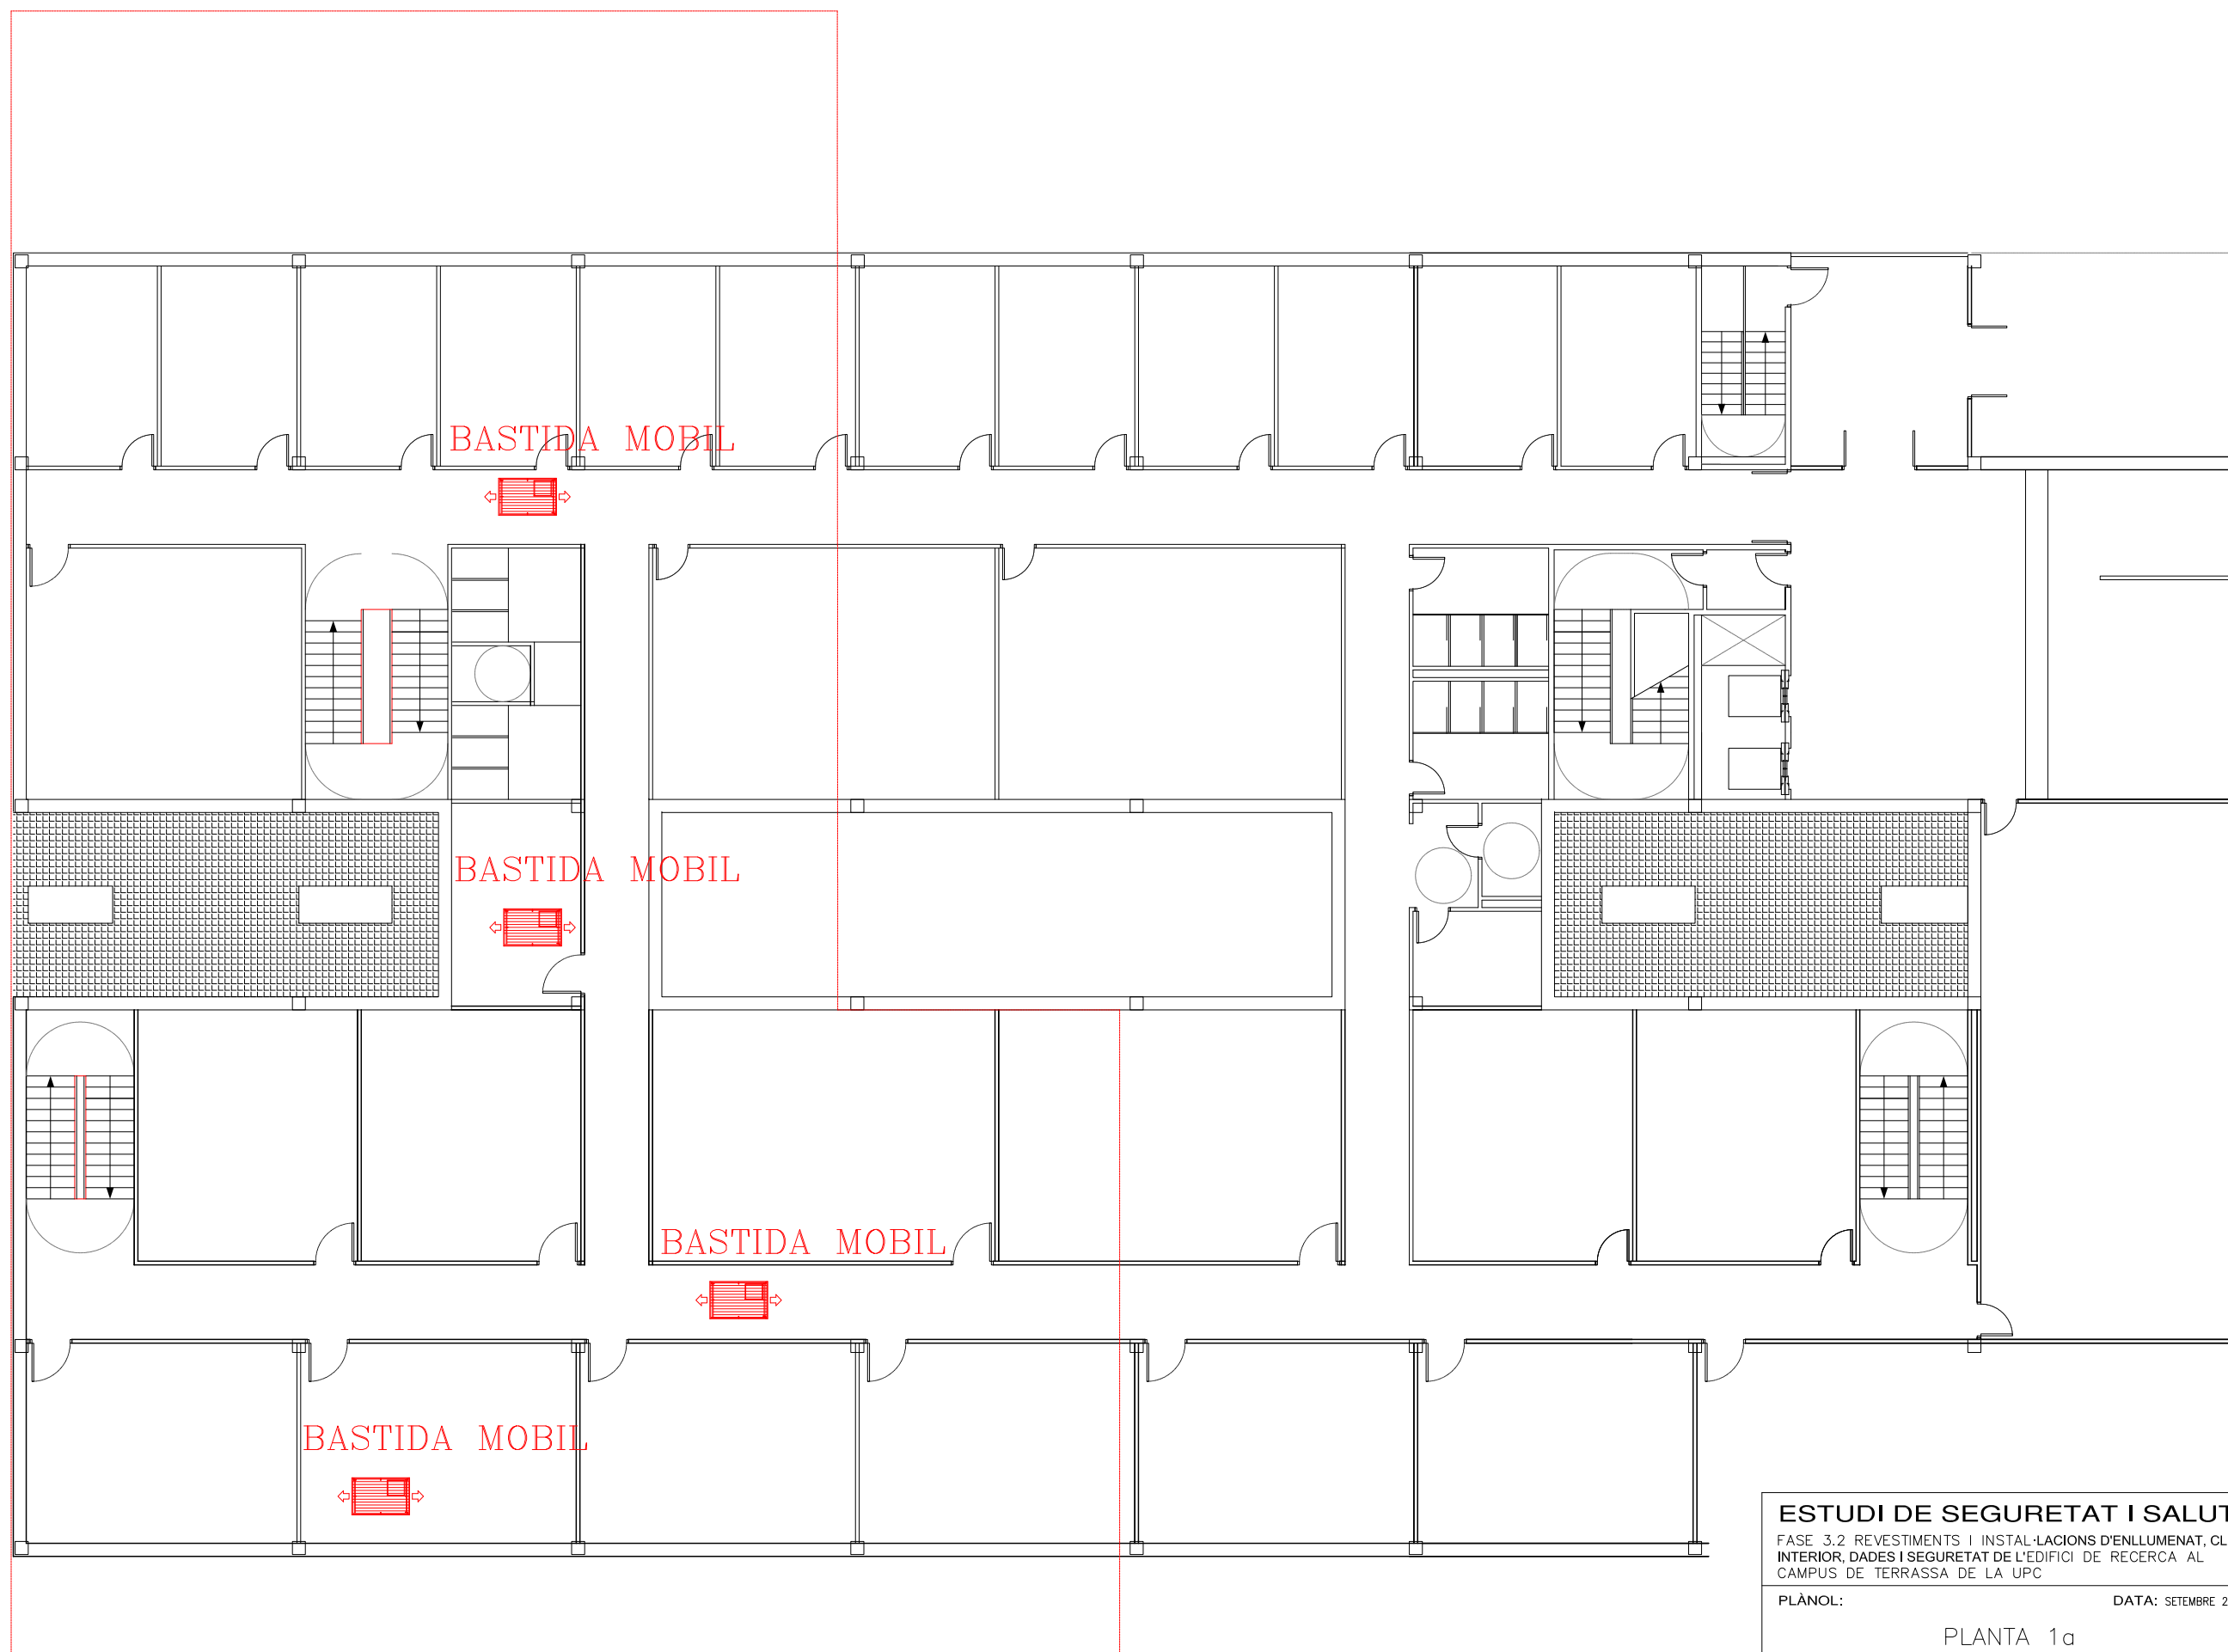 BASTIDA MOBIL
BASTIDA MOBIL
BASTIDA MOBIL
BASTIDA MOBIL
ESTUDI DE SEGURETAT I SALUT
FASE 3.2 REVESTIMENTS I INSTAL·LACIONS D'ENLLUMENAT, CL
INTERIOR, DADES I SEGURETAT DE L'EDIFICI DE RECERCA AL
CAMPUS DE TERRASSA DE LA UPC
PLÀNOL: DATA: SETEMBRE 2
PLANTA 1a